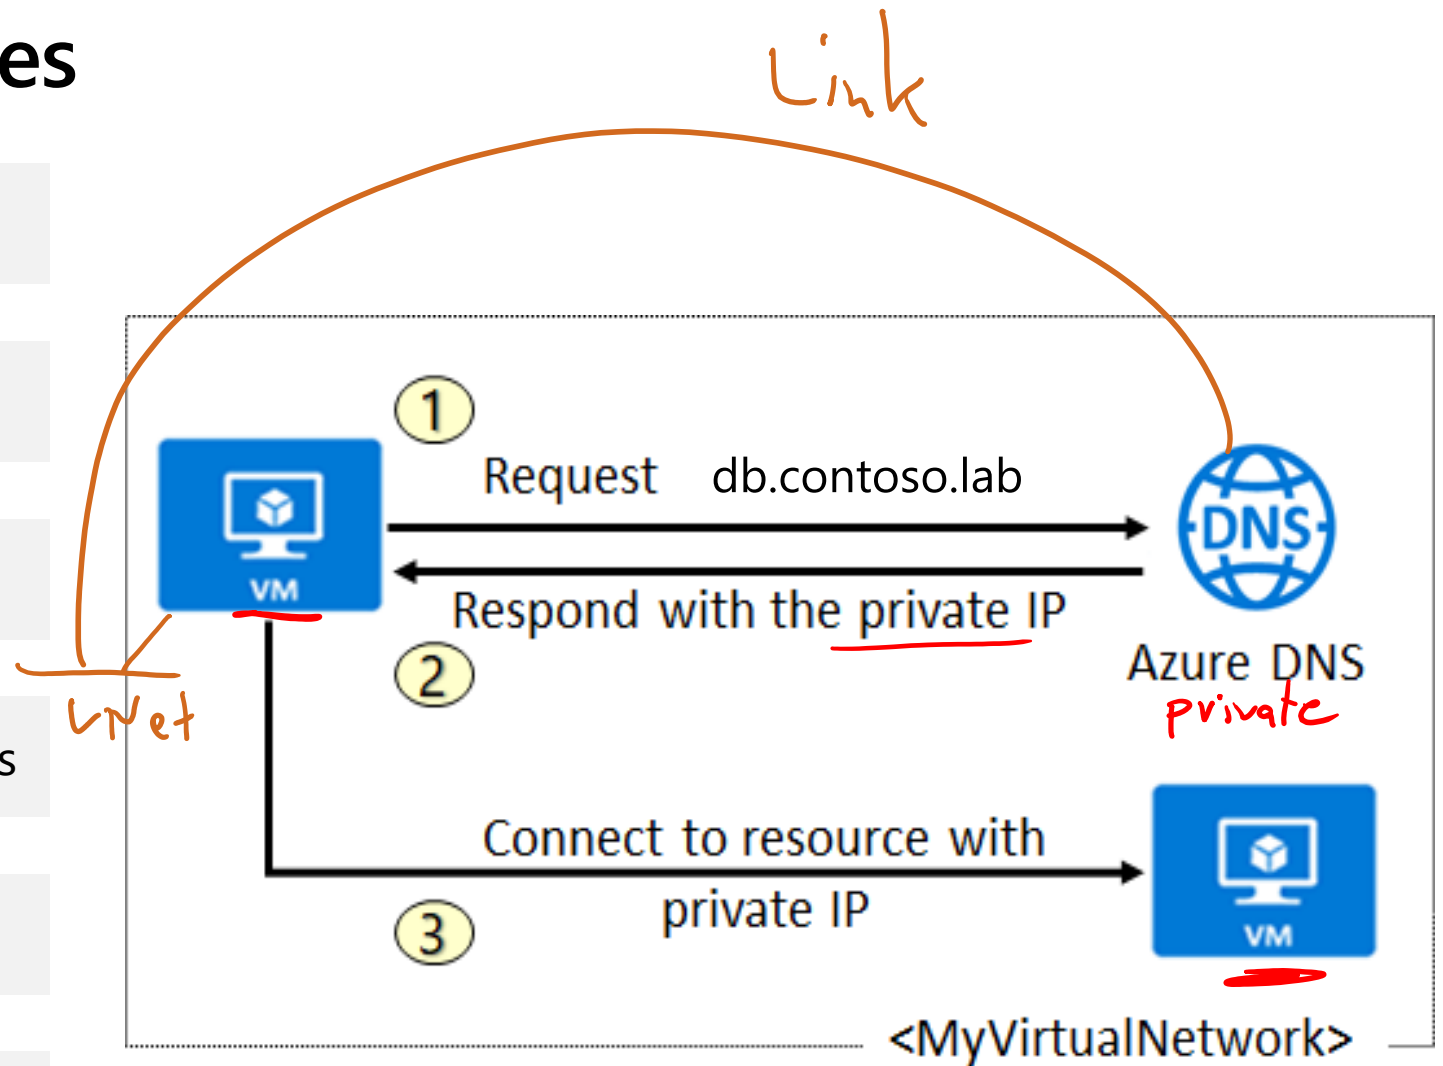 es
Link
1
Request db.contoso.lab
DNS
VM
Respond with the private IP
2
Azure DNS
private
VNet
s
Connect to resource with
private IP
3
VM
<MyVirtualNetwork>